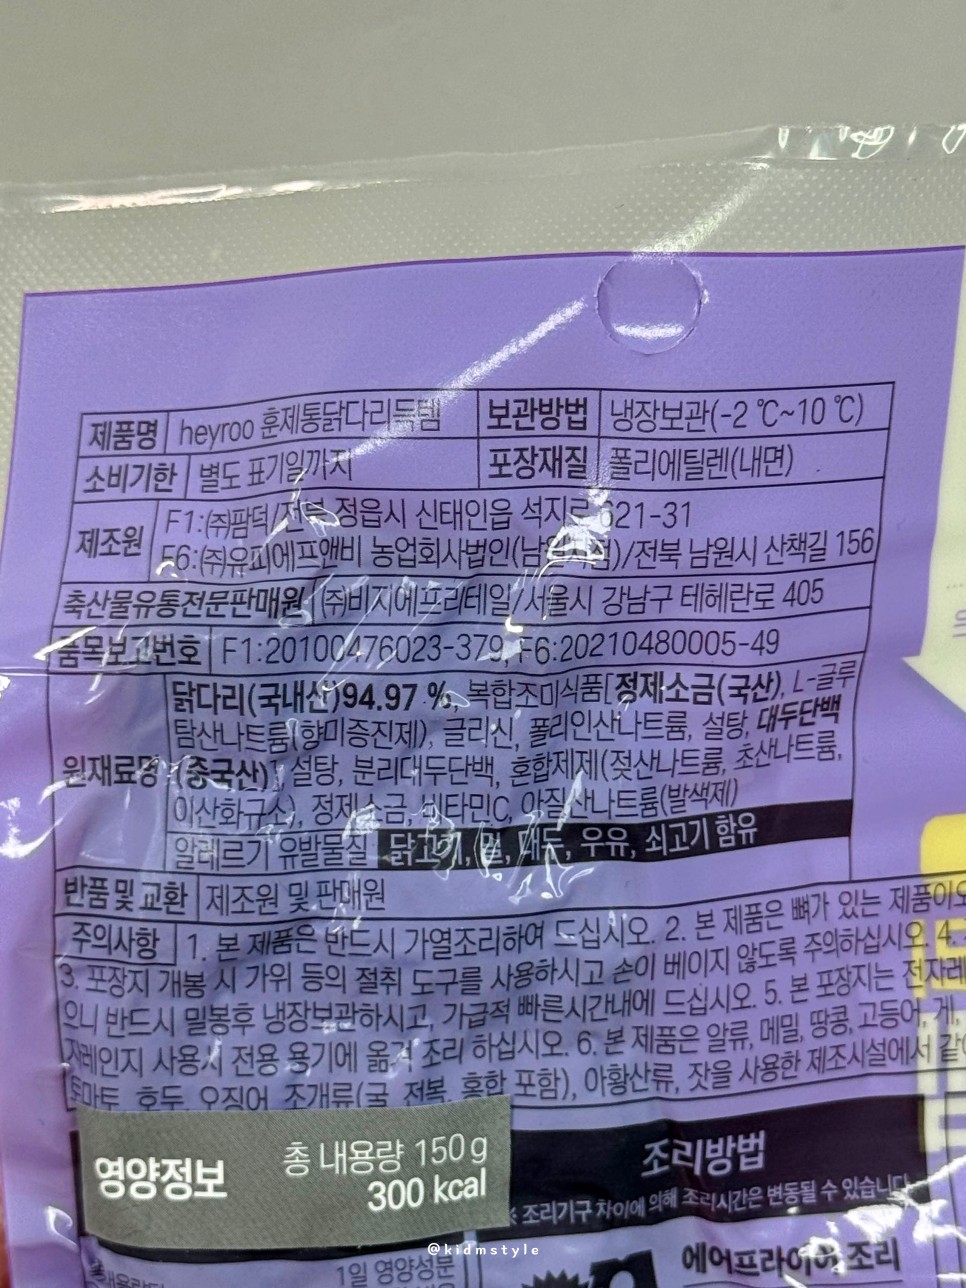 제품명 heyroo 훈제통닭다리득템 보관방법 냉장보관(-2 ℃~10 ℃)
소비기한 별도 표기일까지 포장재질 폴리에틸렌(내면)
제조원 F1:㈜팜덕/전북 정읍시 신태인읍 석지로 621-31
F6:㈜유피에프앤비 농업회사법인(남원지점)/전북 남원시 산책길 156
축산물유통전문판매원 ㈜비지에프리테일/서울시 강남구 테헤란로 405
품목보고번호 F1:20100476023-379, F6:20210480005-49
원재료명 닭다리(국내산)94.97 %, 복합조미식품[정제소금(국산), L-글루
탐산나트륨(향미증진제), 글리신, 폴리인산나트륨, 설탕, 대두단백
(중국산)], 설탕, 분리대두단백, 혼합제제(젖산나트륨, 초산나트륨,
이산화규소), 정제소금, 비타민C, 아질산나트륨(발색제)
알레르기 유발물질 닭고기, 밀, 대두, 우유, 쇠고기 함유
반품 및 교환 제조원 및 판매원
주의사항 1. 본 제품은 반드시 가열조리하여 드십시오. 2. 본 제품은 뼈가 있는 제품이오
3. 포장지 개봉 시 가위 등의 절취 도구를 사용하시고 손이 베이지 않도록 주의하십시오. 4.
으니 반드시 밀봉후 냉장보관하시고, 가급적 빠른시간내에 드십시오. 5. 본 포장지는 전자레
자레인지 사용시 전용 용기에 옮겨 조리 하십시오. 6. 본 제품은 알류, 메밀, 땅콩, 고등어, 게,
토마토, 호두, 오징어, 조개류(굴, 전복, 홍합 포함), 아황산류, 잣을 사용한 제조시설에서 같
영양정보 총 내용량 150 g
300 kcal
조리방법
※ 조리기구 차이에 의해 조리시간은 변동될 수 있습니다
1일 영양성분
에어프라이어 조리
@kidmstyle